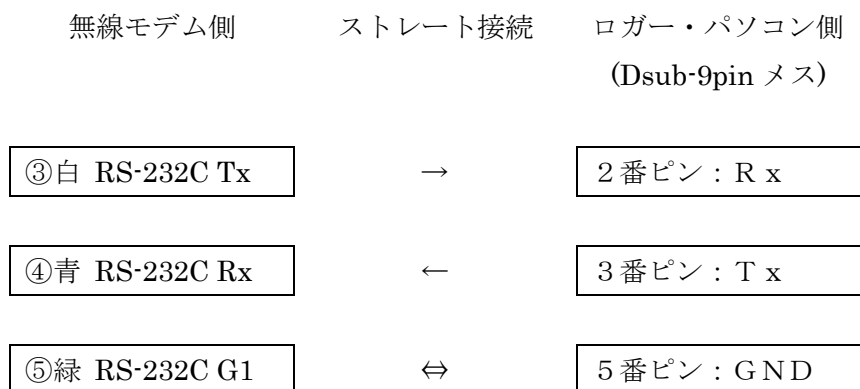 無線モデム側 ストレート接続 ロガー・パソコン側
(Dsub-9pin メス)
③白 RS-232C Tx → ２番ピン：Ｒｘ
④青 RS-232C Rx ← ３番ピン：Ｔｘ
⑤緑 RS-232C G1 ⇔ ５番ピン：ＧＮＤ